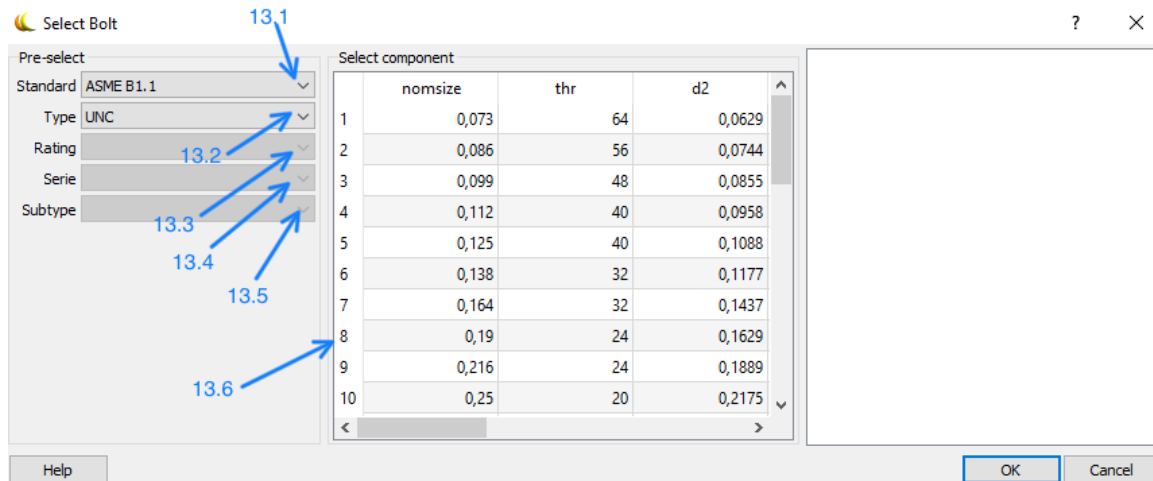 13.1
Select Bolt ?
Pre-select Select component
Standard ASME B1.1
Type UNC
Rating
Serie
Subtype
13.2
13.3
13.4
13.5
13.6
nomsize thr d2
1 0,073 64 0,0629
2 0,086 56 0,0744
3 0,099 48 0,0855
4 0,112 40 0,0958
5 0,125 40 0,1088
6 0,138 32 0,1177
7 0,164 32 0,1437
8 0,19 24 0,1629
9 0,216 24 0,1889
10 0,25 20 0,2175
Help OK Cancel